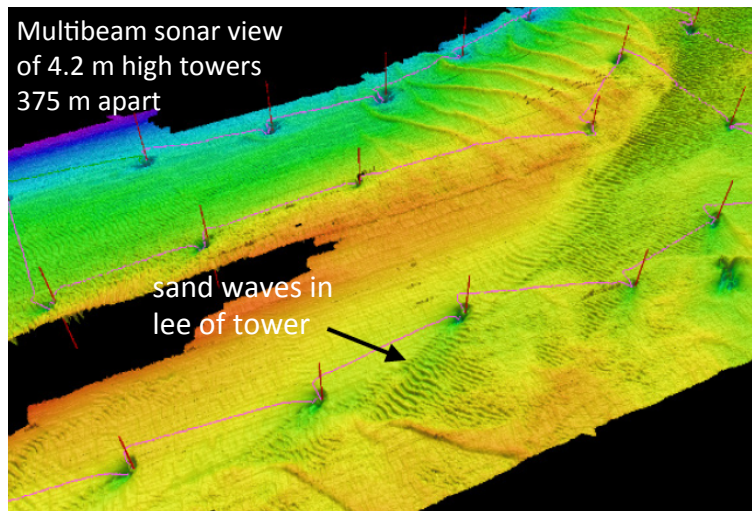 Multibeam sonar view
of 4.2 m high towers
375 m apart
sand waves in
lee of tower